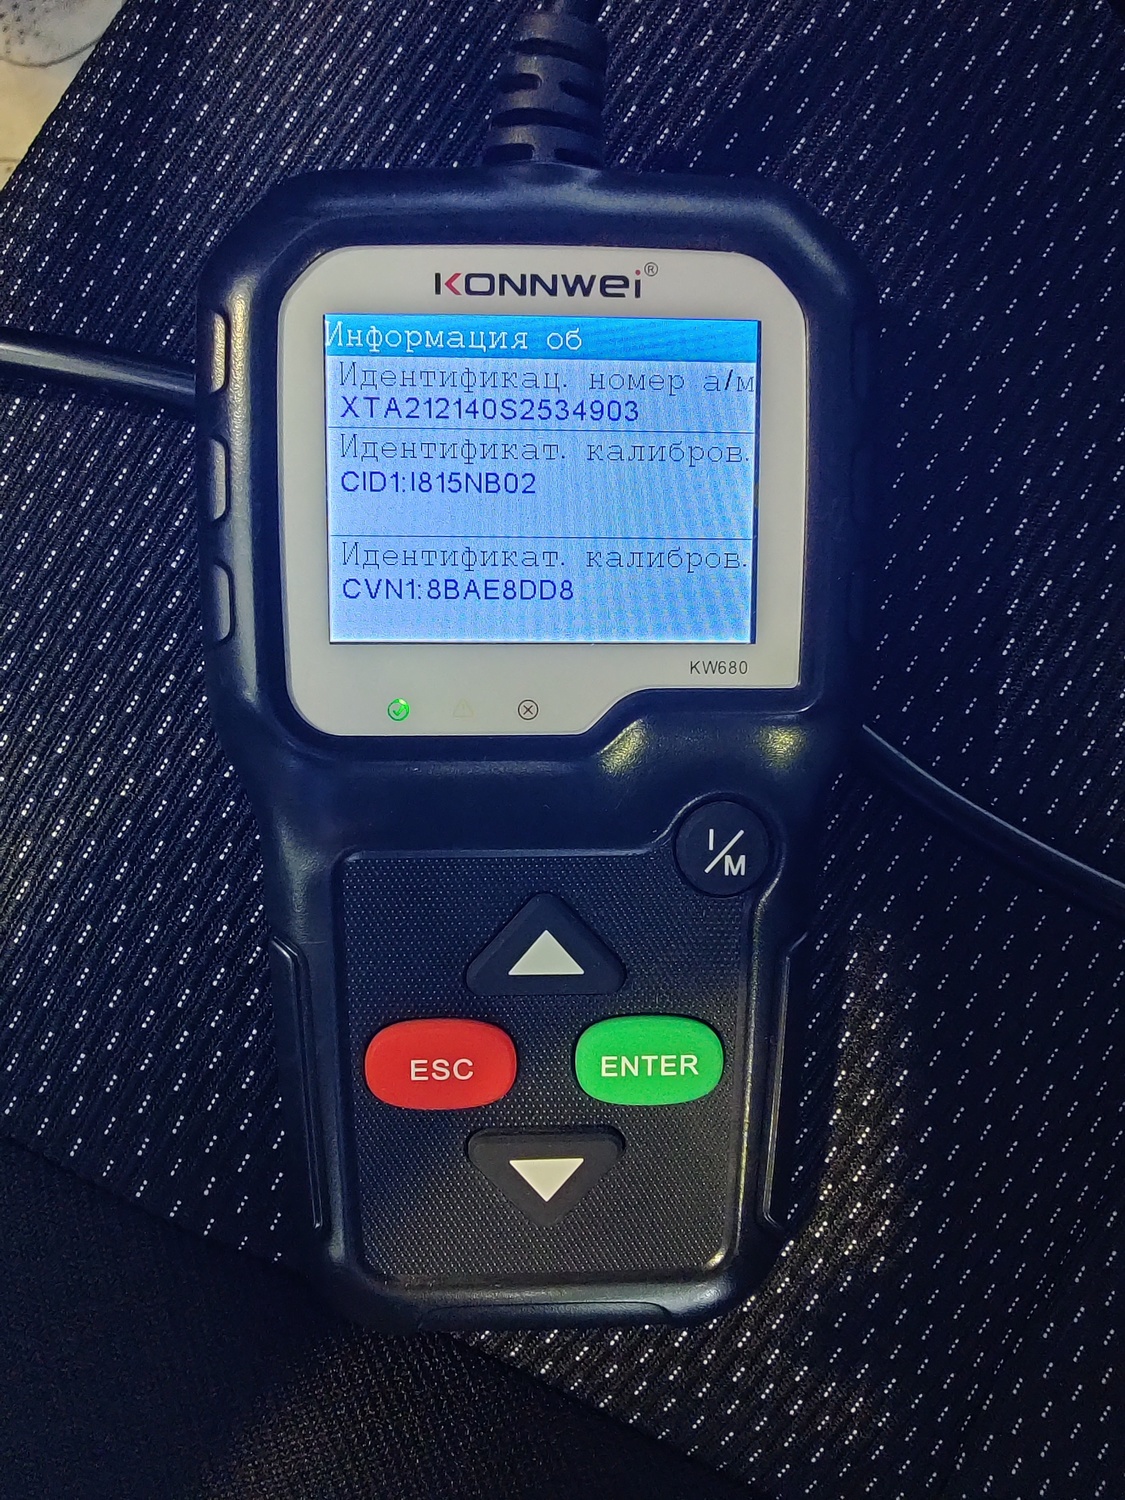 KONNWEI®
Информация об
Идентификац. номер а/м
XTA212140S2534903
Идентификат. калибров.
CID1:I815NB02
Идентификат. калибров.
CVN1:8BAE8DD8
KW680
I/M
ESC
ENTER